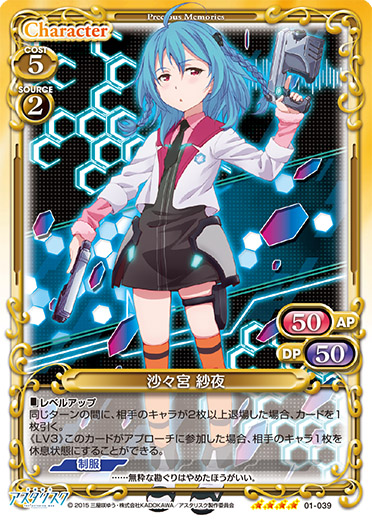 Precious Memories
Character
COST
5
SOURCE
2
50 AP
DP 50
沙々宮 紗夜
■レベルアップ
同じターンの間に、相手のキャラが2枚以上退場した場合、カードを1
枚引く。
〈LV3〉このカードがアプローチに参加した場合、相手のキャラ1枚を
休息状態にすることができる。
制服
……無粋な勘ぐりはやめたほうがいい。
アスタリスク
© 2015 三屋咲ゆう・株式会社KADOKAWA/アスタリスク製作委員会
★★★★ 01-039